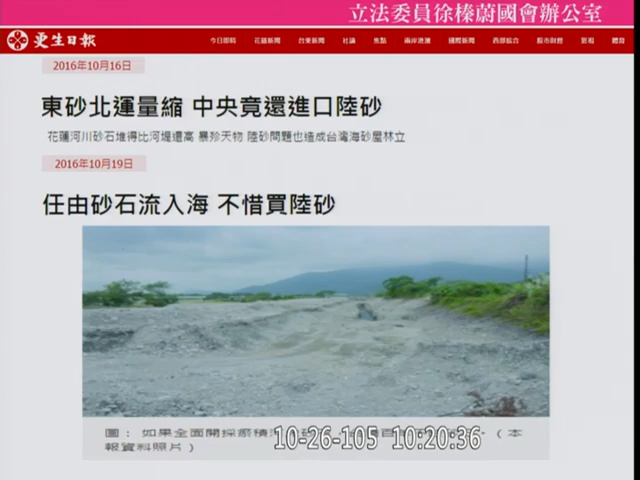 立法委員徐榛蔚國會辦公室
更生日報
今日即時 花蓮新聞 台東新聞 社論 焦點 兩岸港澳 國際新聞 西部綜合 股市財經 影視 體發
2016年10月16日
東砂北運量縮 中央竟還進口陸砂
花蓮河川砂石堆得比河堤還高 暴殄天物 陸砂問題也造成台灣海砂屋林立
2016年10月19日
任由砂石流入海 不惜買陸砂
圖： 如果全面開採淤積 （本
10-26-105 10:20:36
報資料照片）